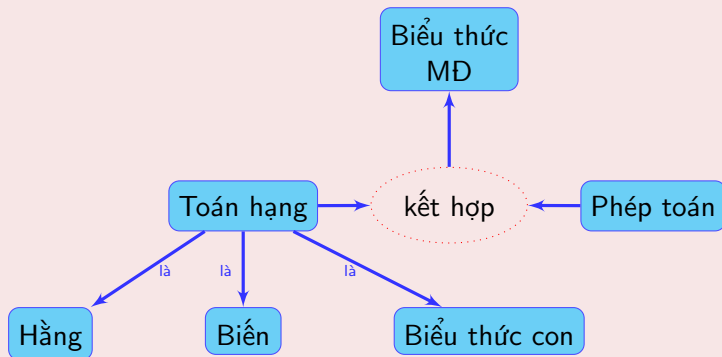 Biểu thức
MĐ
Toán hạng
kết hợp
Phép toán
là
là
là
Hằng
Biến
Biểu thức con